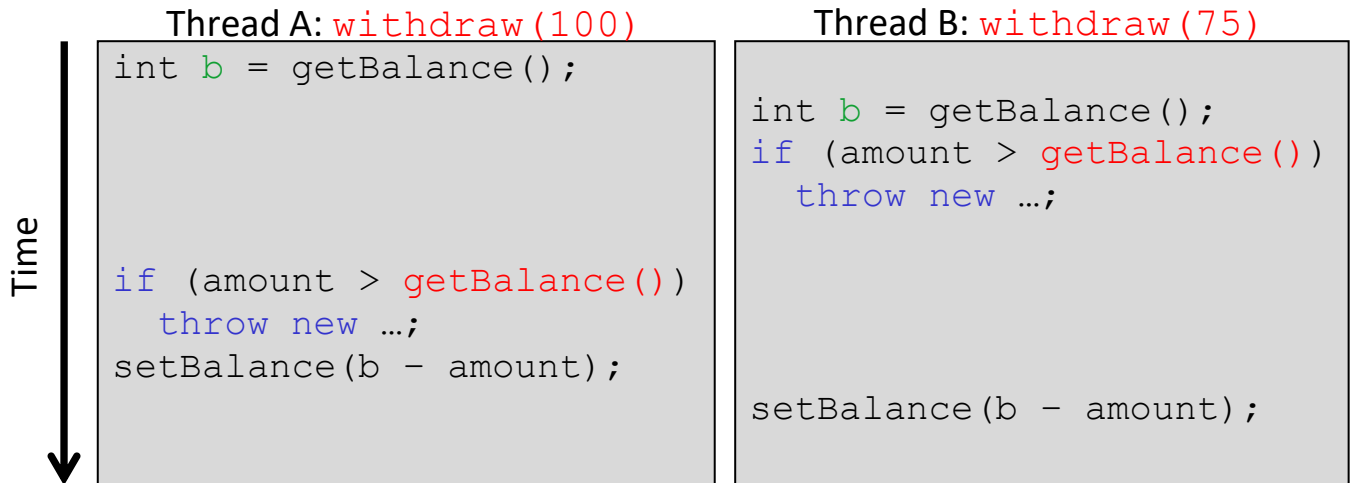 Thread A: withdraw(100)
int b = getBalance();
if (amount > getBalance())
throw new …;
setBalance(b – amount);
Thread B: withdraw(75)
int b = getBalance();
if (amount > getBalance())
throw new …;
setBalance(b – amount);
Time